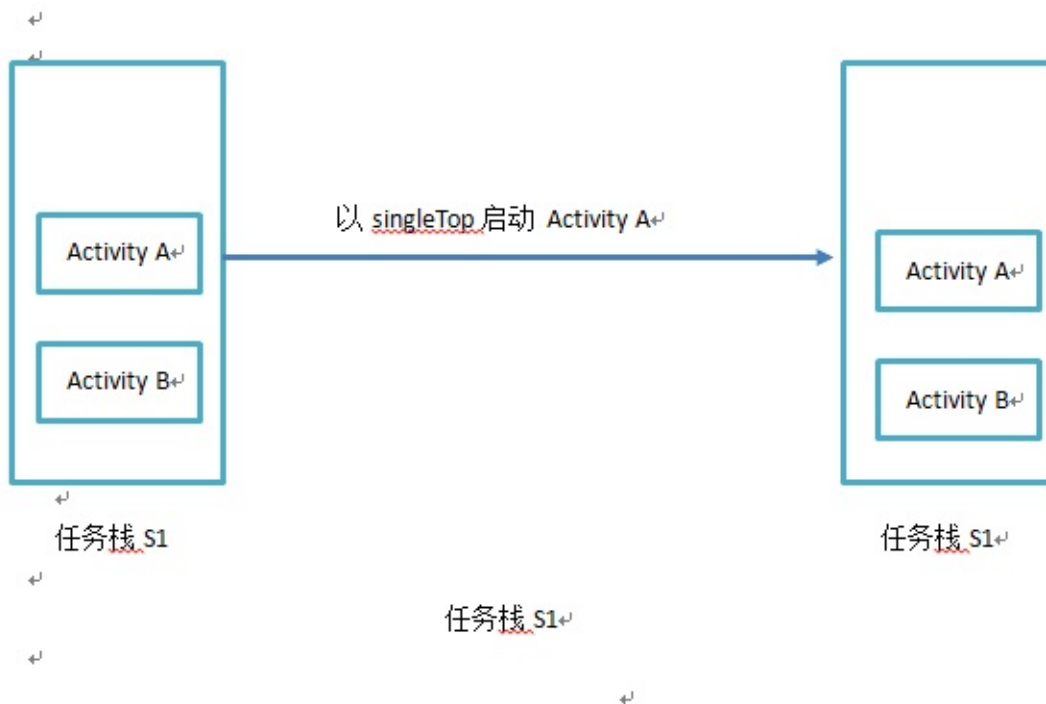 以 singleTop 启动 Activity A
Activity A
Activity A
Activity B
Activity B
任务栈 S1
任务栈 S1
任务栈 S1